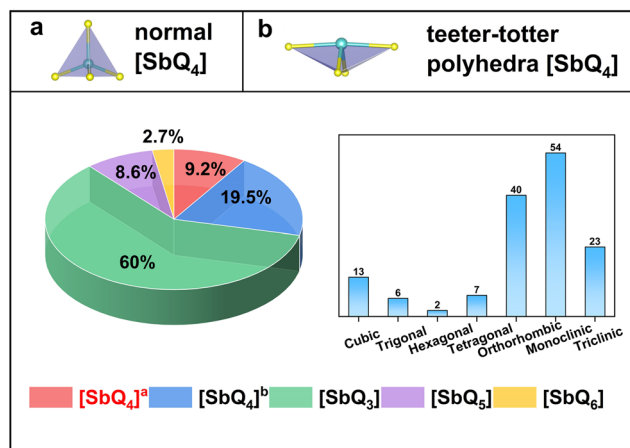 a
normal
[SbQ4]
b
teeter-totter
polyhedra [SbQ4]
2.7%
9.2%
8.6%
19.5%
60%
54
40
23
13
6
2
7
Cubic
Trigonal
Hexagonal
Tetragonal
Orthorhombic
Monoclinic
Triclinic
[SbQ4]a
[SbQ4]b
[SbQ3]
[SbQ5]
[SbQ6]